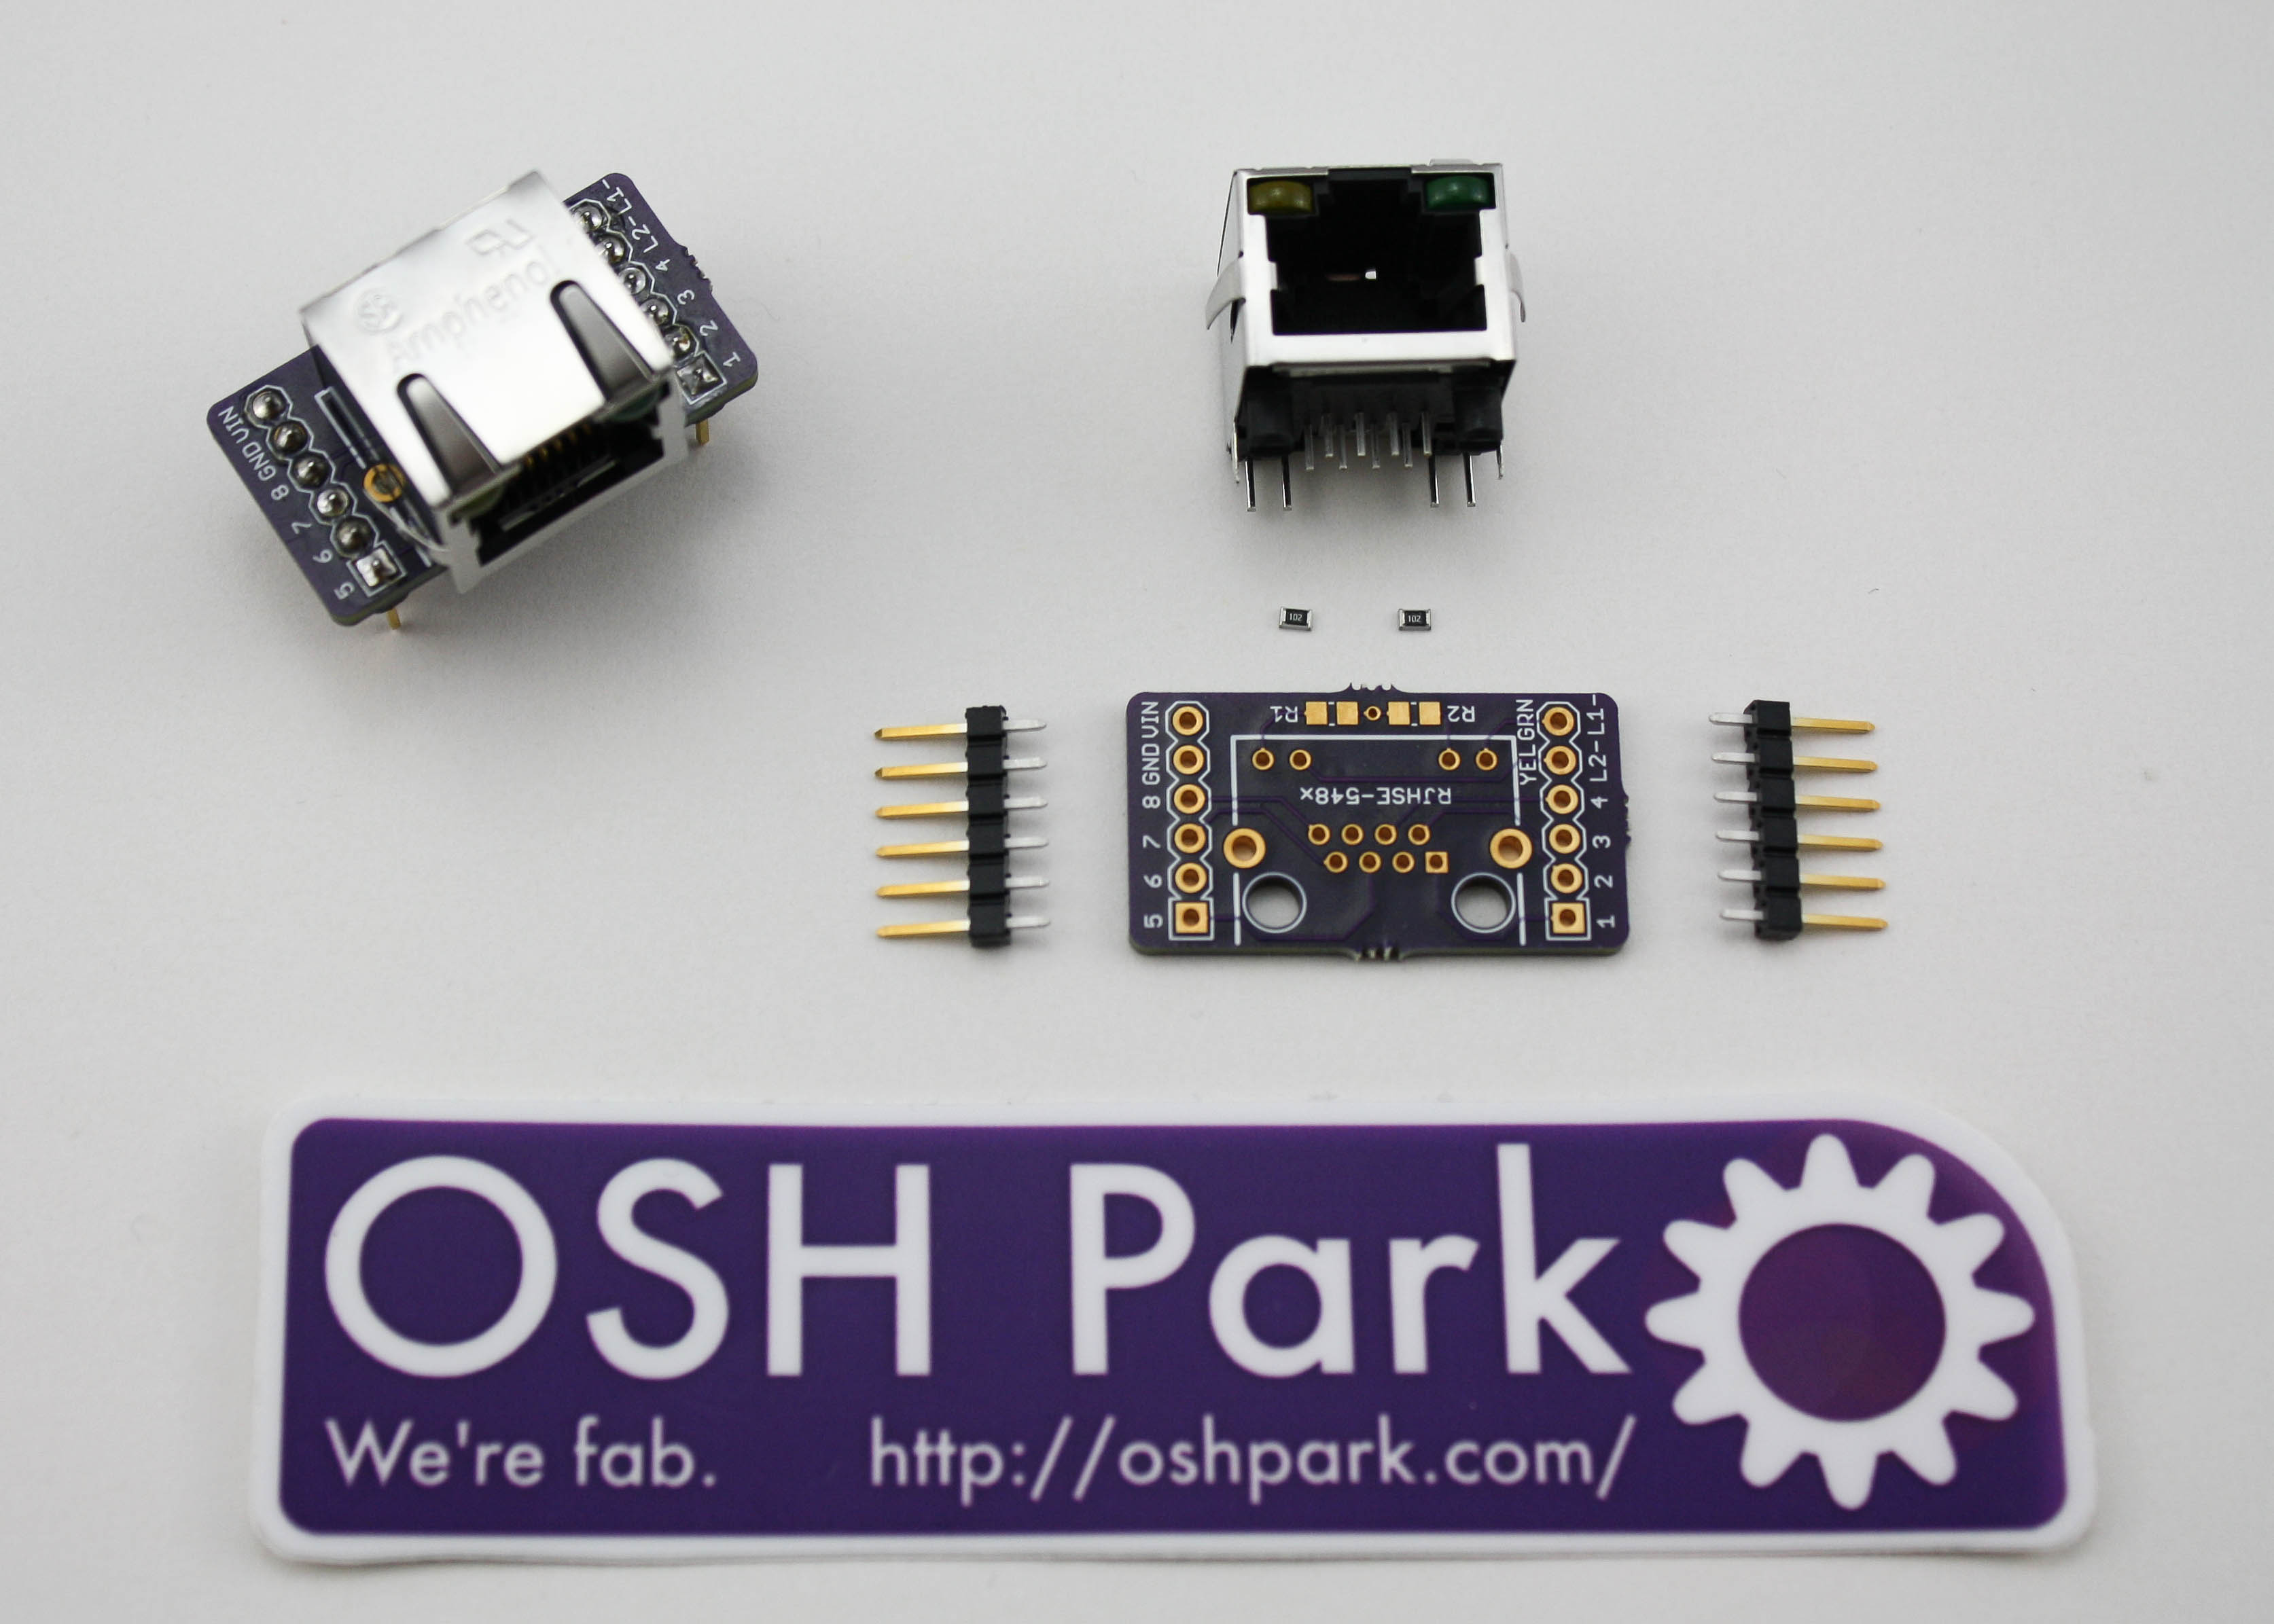 L2-L1-
4
3
2
1
Amphenol
GND VIN
8
7
6
5
102
102
VIN
GND
8
7
6
5
R1
R2
RJHSE-548x
YEL GRN
L2-L1-
4
3
2
1
OSH Park
We're fab. http://oshpark.com/